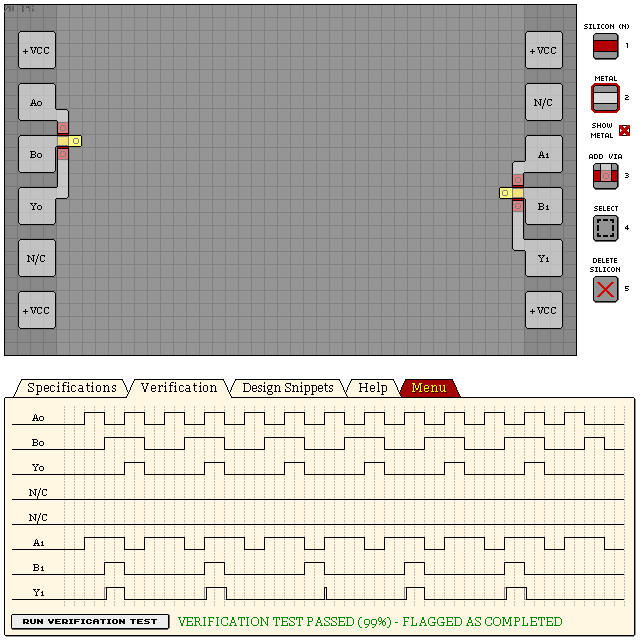 +VCC
Ao
Bo
Yo
N/C
+VCC
+VCC
N/C
A1
B1
Y1
+VCC
SILICON (N)
1
METAL
2
SHOW METAL
ADD VIA
3
SELECT
4
DELETE SILICON
5
Specifications
Verification
Design Snippets
Help
Menu
Ao
Bo
Yo
N/C
N/C
A1
B1
Y1
RUN VERIFICATION TEST
VERIFICATION TEST PASSED (99%) - FLAGGED AS COMPLETED